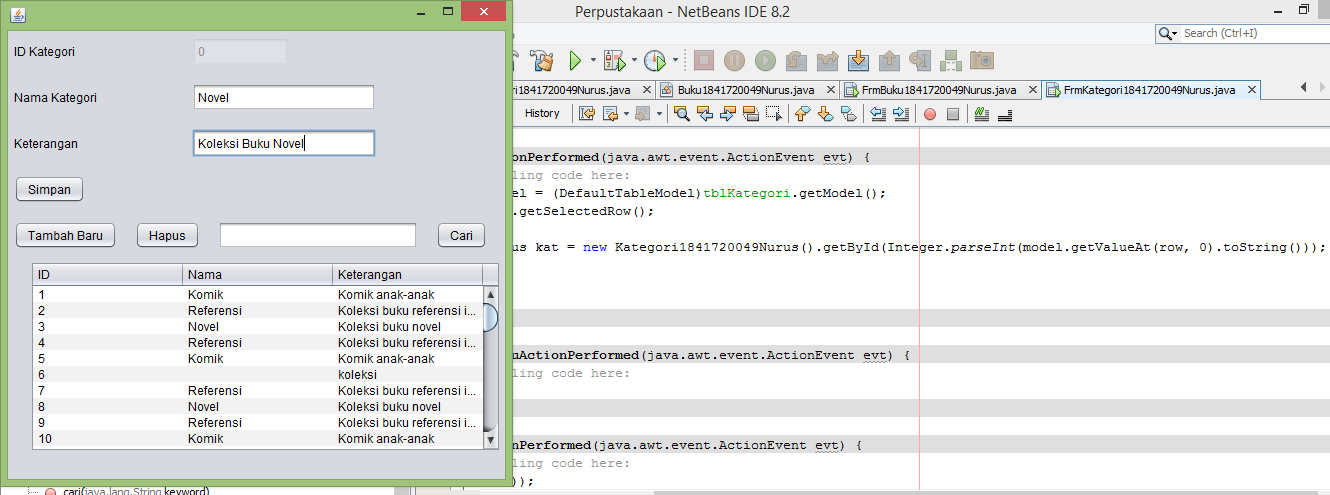 Perpustakaan - NetBeans IDE 8.2
Search (Ctrl+I)
ri1841720049Nurus.java
Buku1841720049Nurus.java
FrmBuku1841720049Nurus.java
FrmKategori1841720049Nurus.java
History
ID Kategori
0
Nama Kategori
Novel
Keterangan
Koleksi Buku Novel
Simpan
Tambah Baru
Hapus
Cari
ID Nama Keterangan
1 Komik Komik anak-anak
2 Referensi Koleksi buku referensi i...
3 Novel Koleksi buku novel
4 Referensi Koleksi buku referensi i...
5 Komik Komik anak-anak
6 koleksi
7 Referensi Koleksi buku referensi i...
8 Novel Koleksi buku novel
9 Referensi Koleksi buku referensi i...
10 Komik Komik anak-anak
onPerformed(java.awt.event.ActionEvent evt) {
ling code here:
el = (DefaultTableModel)tblKategori.getModel();
.getSelectedRow();
us kat = new Kategori1841720049Nurus().getById(Integer.parseInt(model.getValueAt(row, 0).toString()));
uActionPerformed(java.awt.event.ActionEvent evt) {
ling code here:
onPerformed(java.awt.event.ActionEvent evt) {
ling code here:
));
cari(java.lang.String keyword)